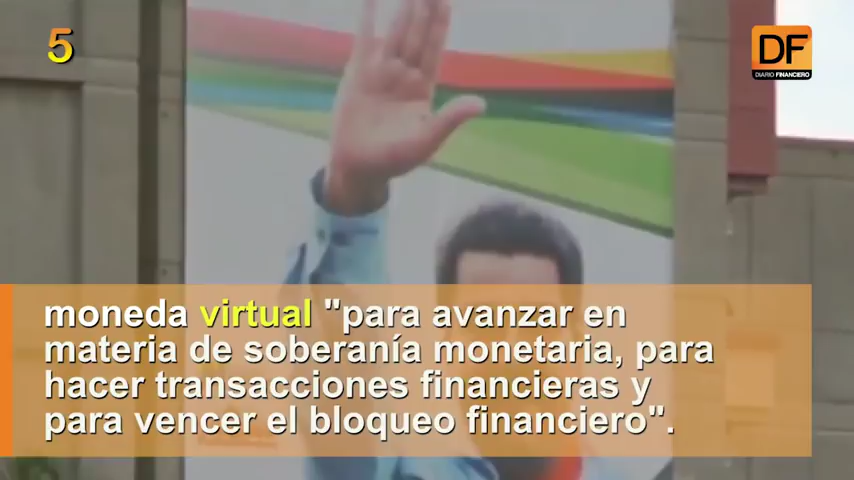 5
DF
DIARIO FINANCIERO
moneda virtual "para avanzar en
materia de soberanía monetaria, para
hacer transacciones financieras y
para vencer el bloqueo financiero".